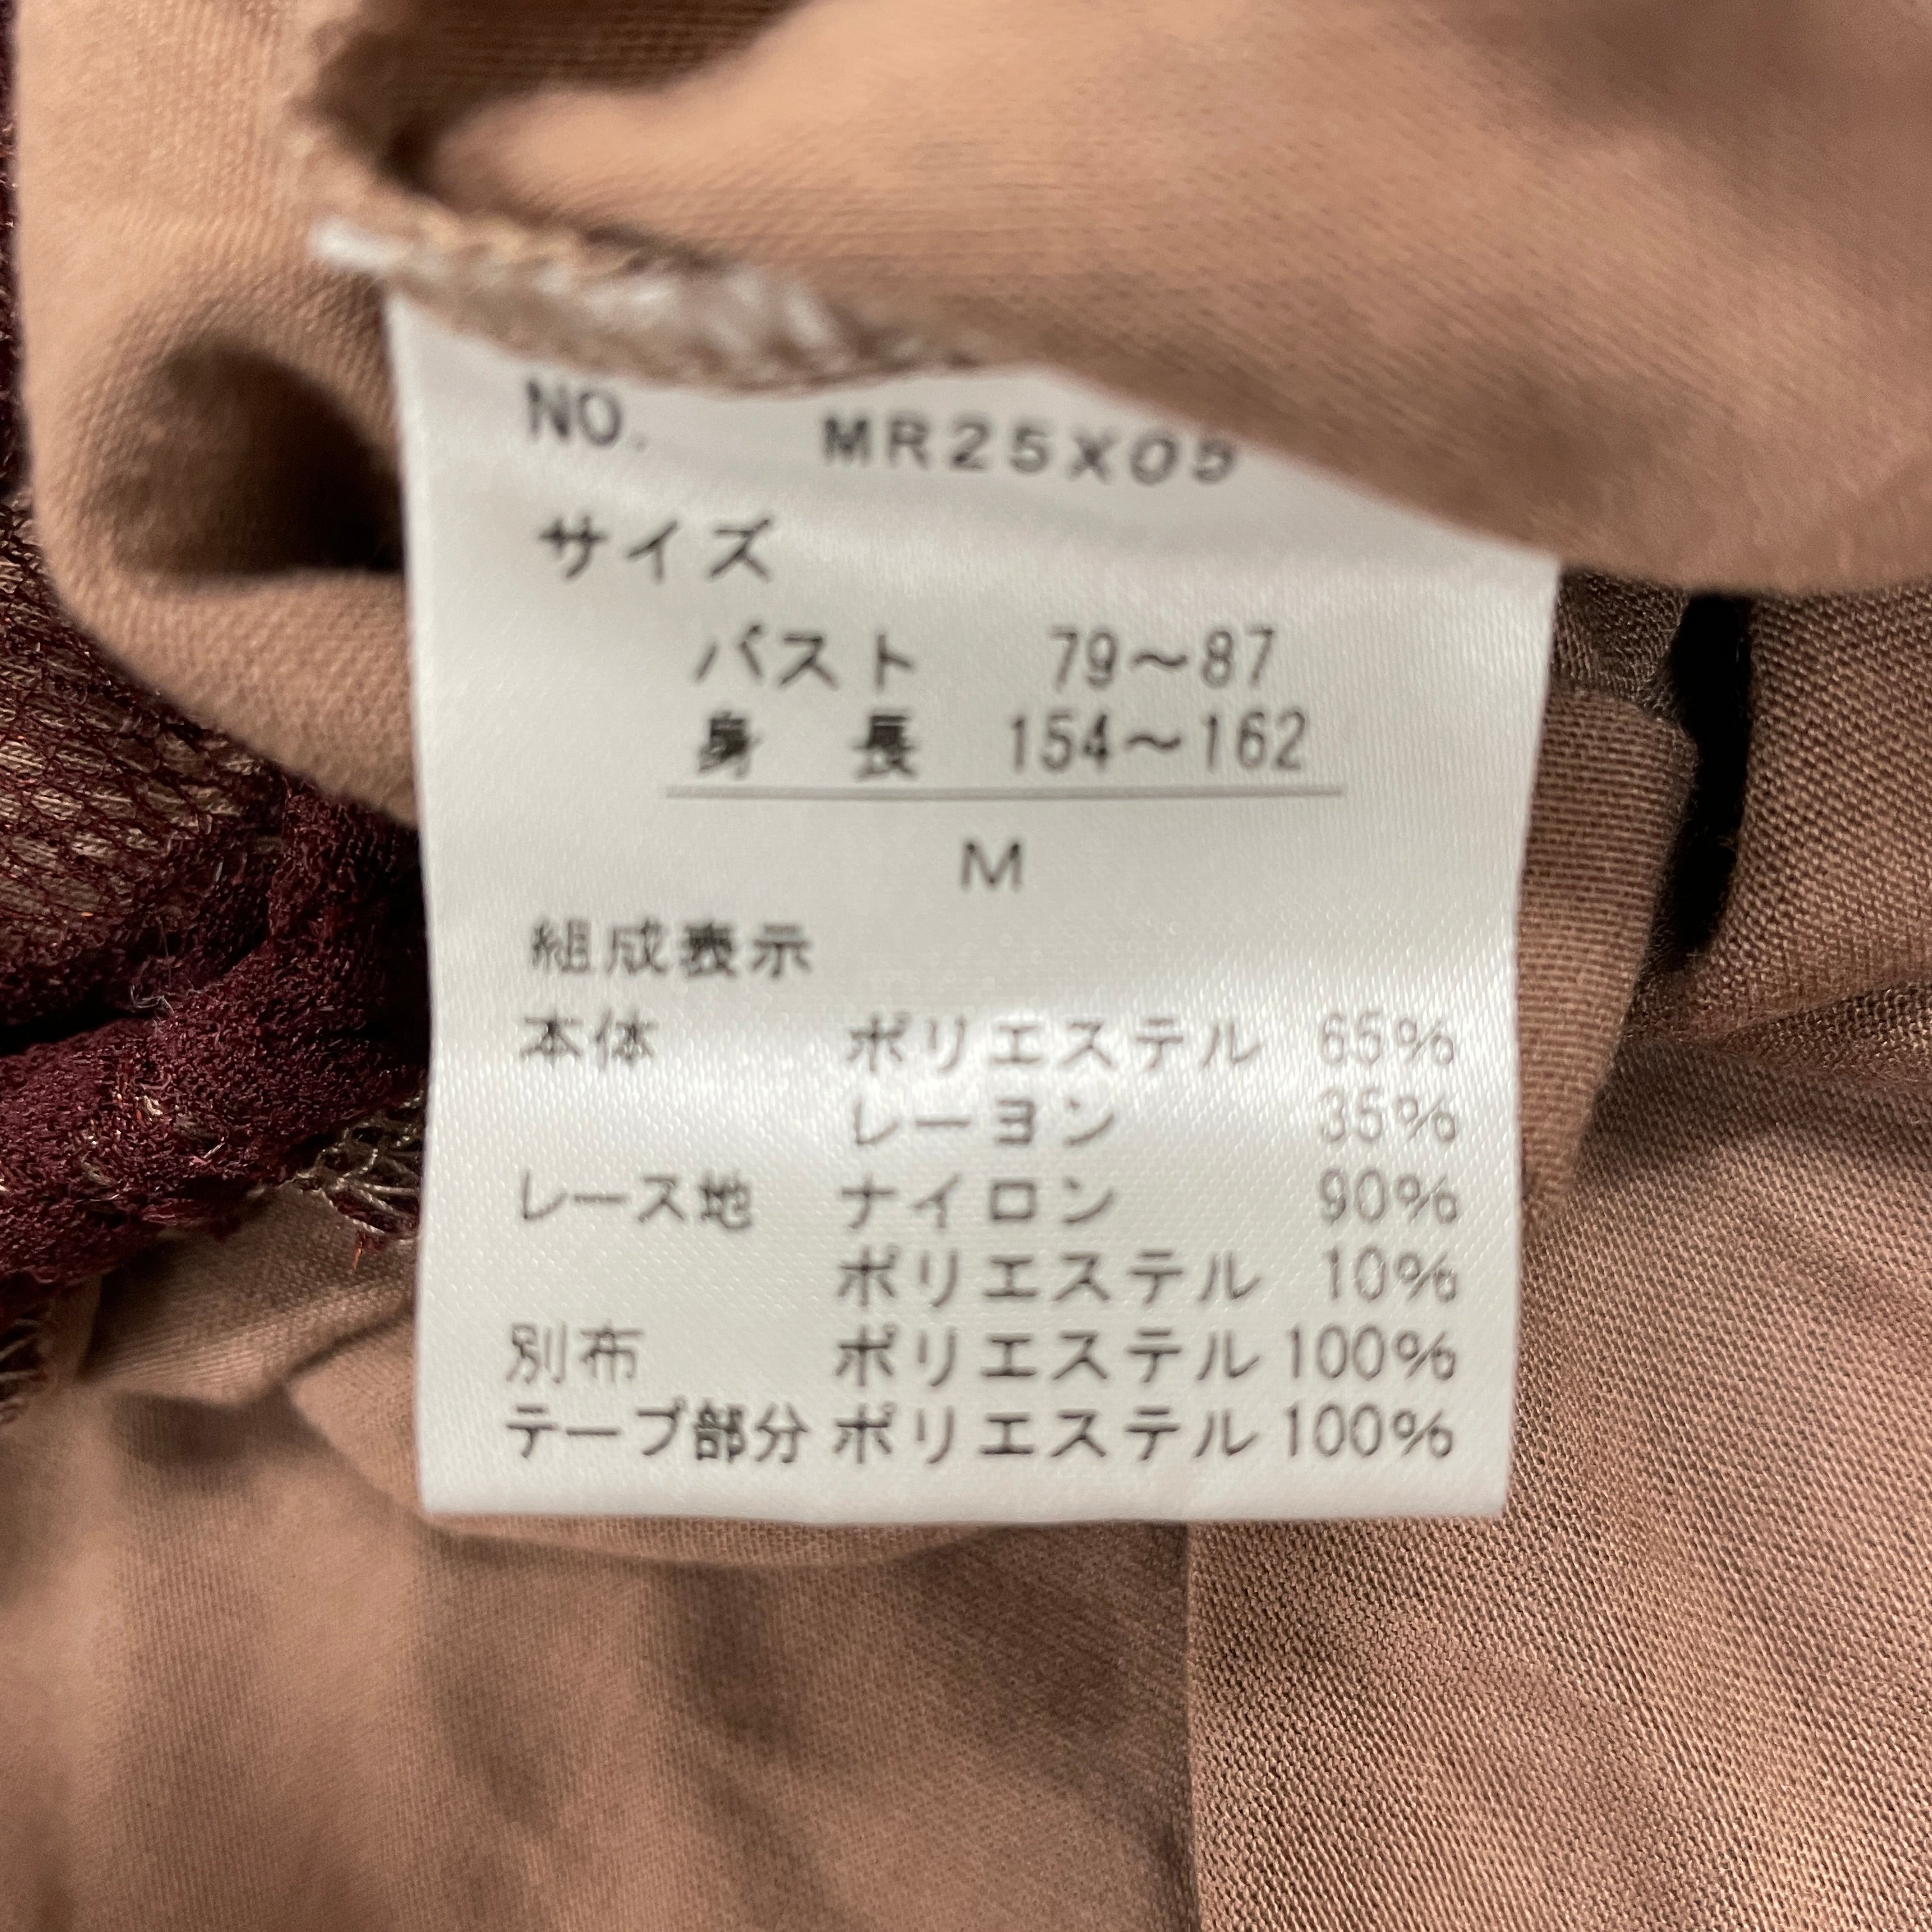 NO. MR25X05
サイズ
バスト 79～87
身 長 154～162
M
組成表示
本体 ポリエステル 65%
レーヨン 35%
レース地 ナイロン 90%
ポリエステル 10%
別布 ポリエステル 100%
テープ部分 ポリエステル 100%